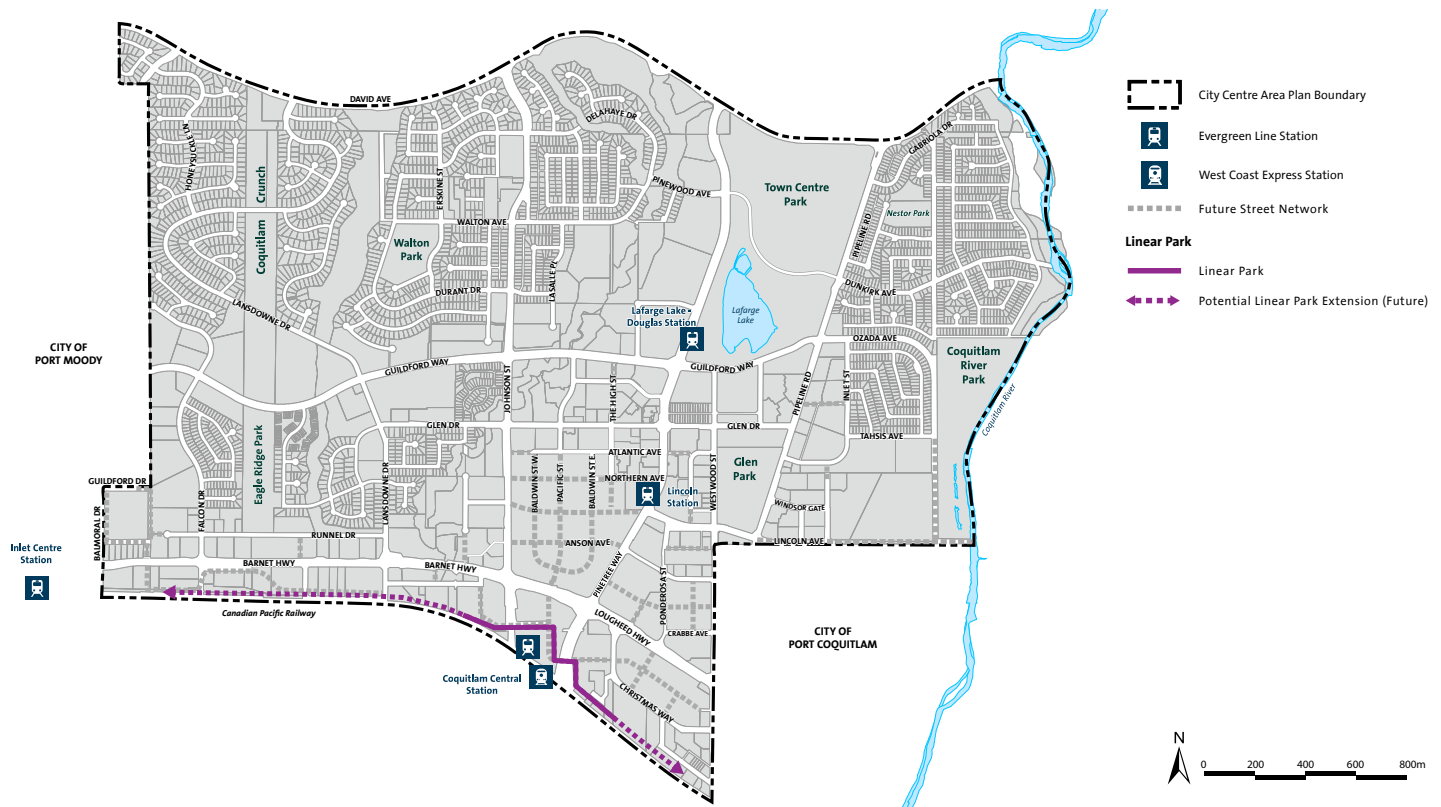 DAVID AVE
HONEYSUCKLE LN
Coquitlam
Crunch
ERSKINE ST
DELAHAYE DR
PINEWOOD AVE
WALTON AVE
Walton
Park
DURANT DR
LASALLE PL
LANSDOWNE DR
Town Centre
Park
GABRIOLA DR
Nestor Park
PIPELINE RD
DUNKIRK AVE
Lafarge
Lake
Lafarge Lake -
Douglas Station
OZADA AVE
Coquitlam
River
Park
Coquitlam River
CITY OF
PORT MOODY
GUILDFORD WAY
GUILDFORD WAY
JOHNSON ST
THE HIGH ST
PIPELINE RD
INLET ST
TAHSIS AVE
GLEN DR
GLEN DR
Glen
Park
ATLANTIC AVE
NORTHERN AVE
BALDWIN ST W.
PACIFIC ST
BALDWIN ST E.
Lincoln
Station
WESTWOOD ST
WINDSOR GATE
LINCOLN AVE
Eagle Ridge Park
LANSDOWNE DR
FALCON DR
GUILDFORD DR
BALMORAL DR
RUNNEL DR
ANSON AVE
Inlet Centre
Station
BARNET HWY
BARNET HWY
PINETREE WAY
PONDEROSA ST
Canadian Pacific Railway
LOUGHEED HWY
CRABBE AVE
CITY OF
PORT COQUITLAM
Coquitlam Central
Station
CHRISTMAS WAY
City Centre Area Plan Boundary
Evergreen Line Station
West Coast Express Station
Future Street Network
Linear Park
Linear Park
Potential Linear Park Extension (Future)
N
0 200 400 600 800m